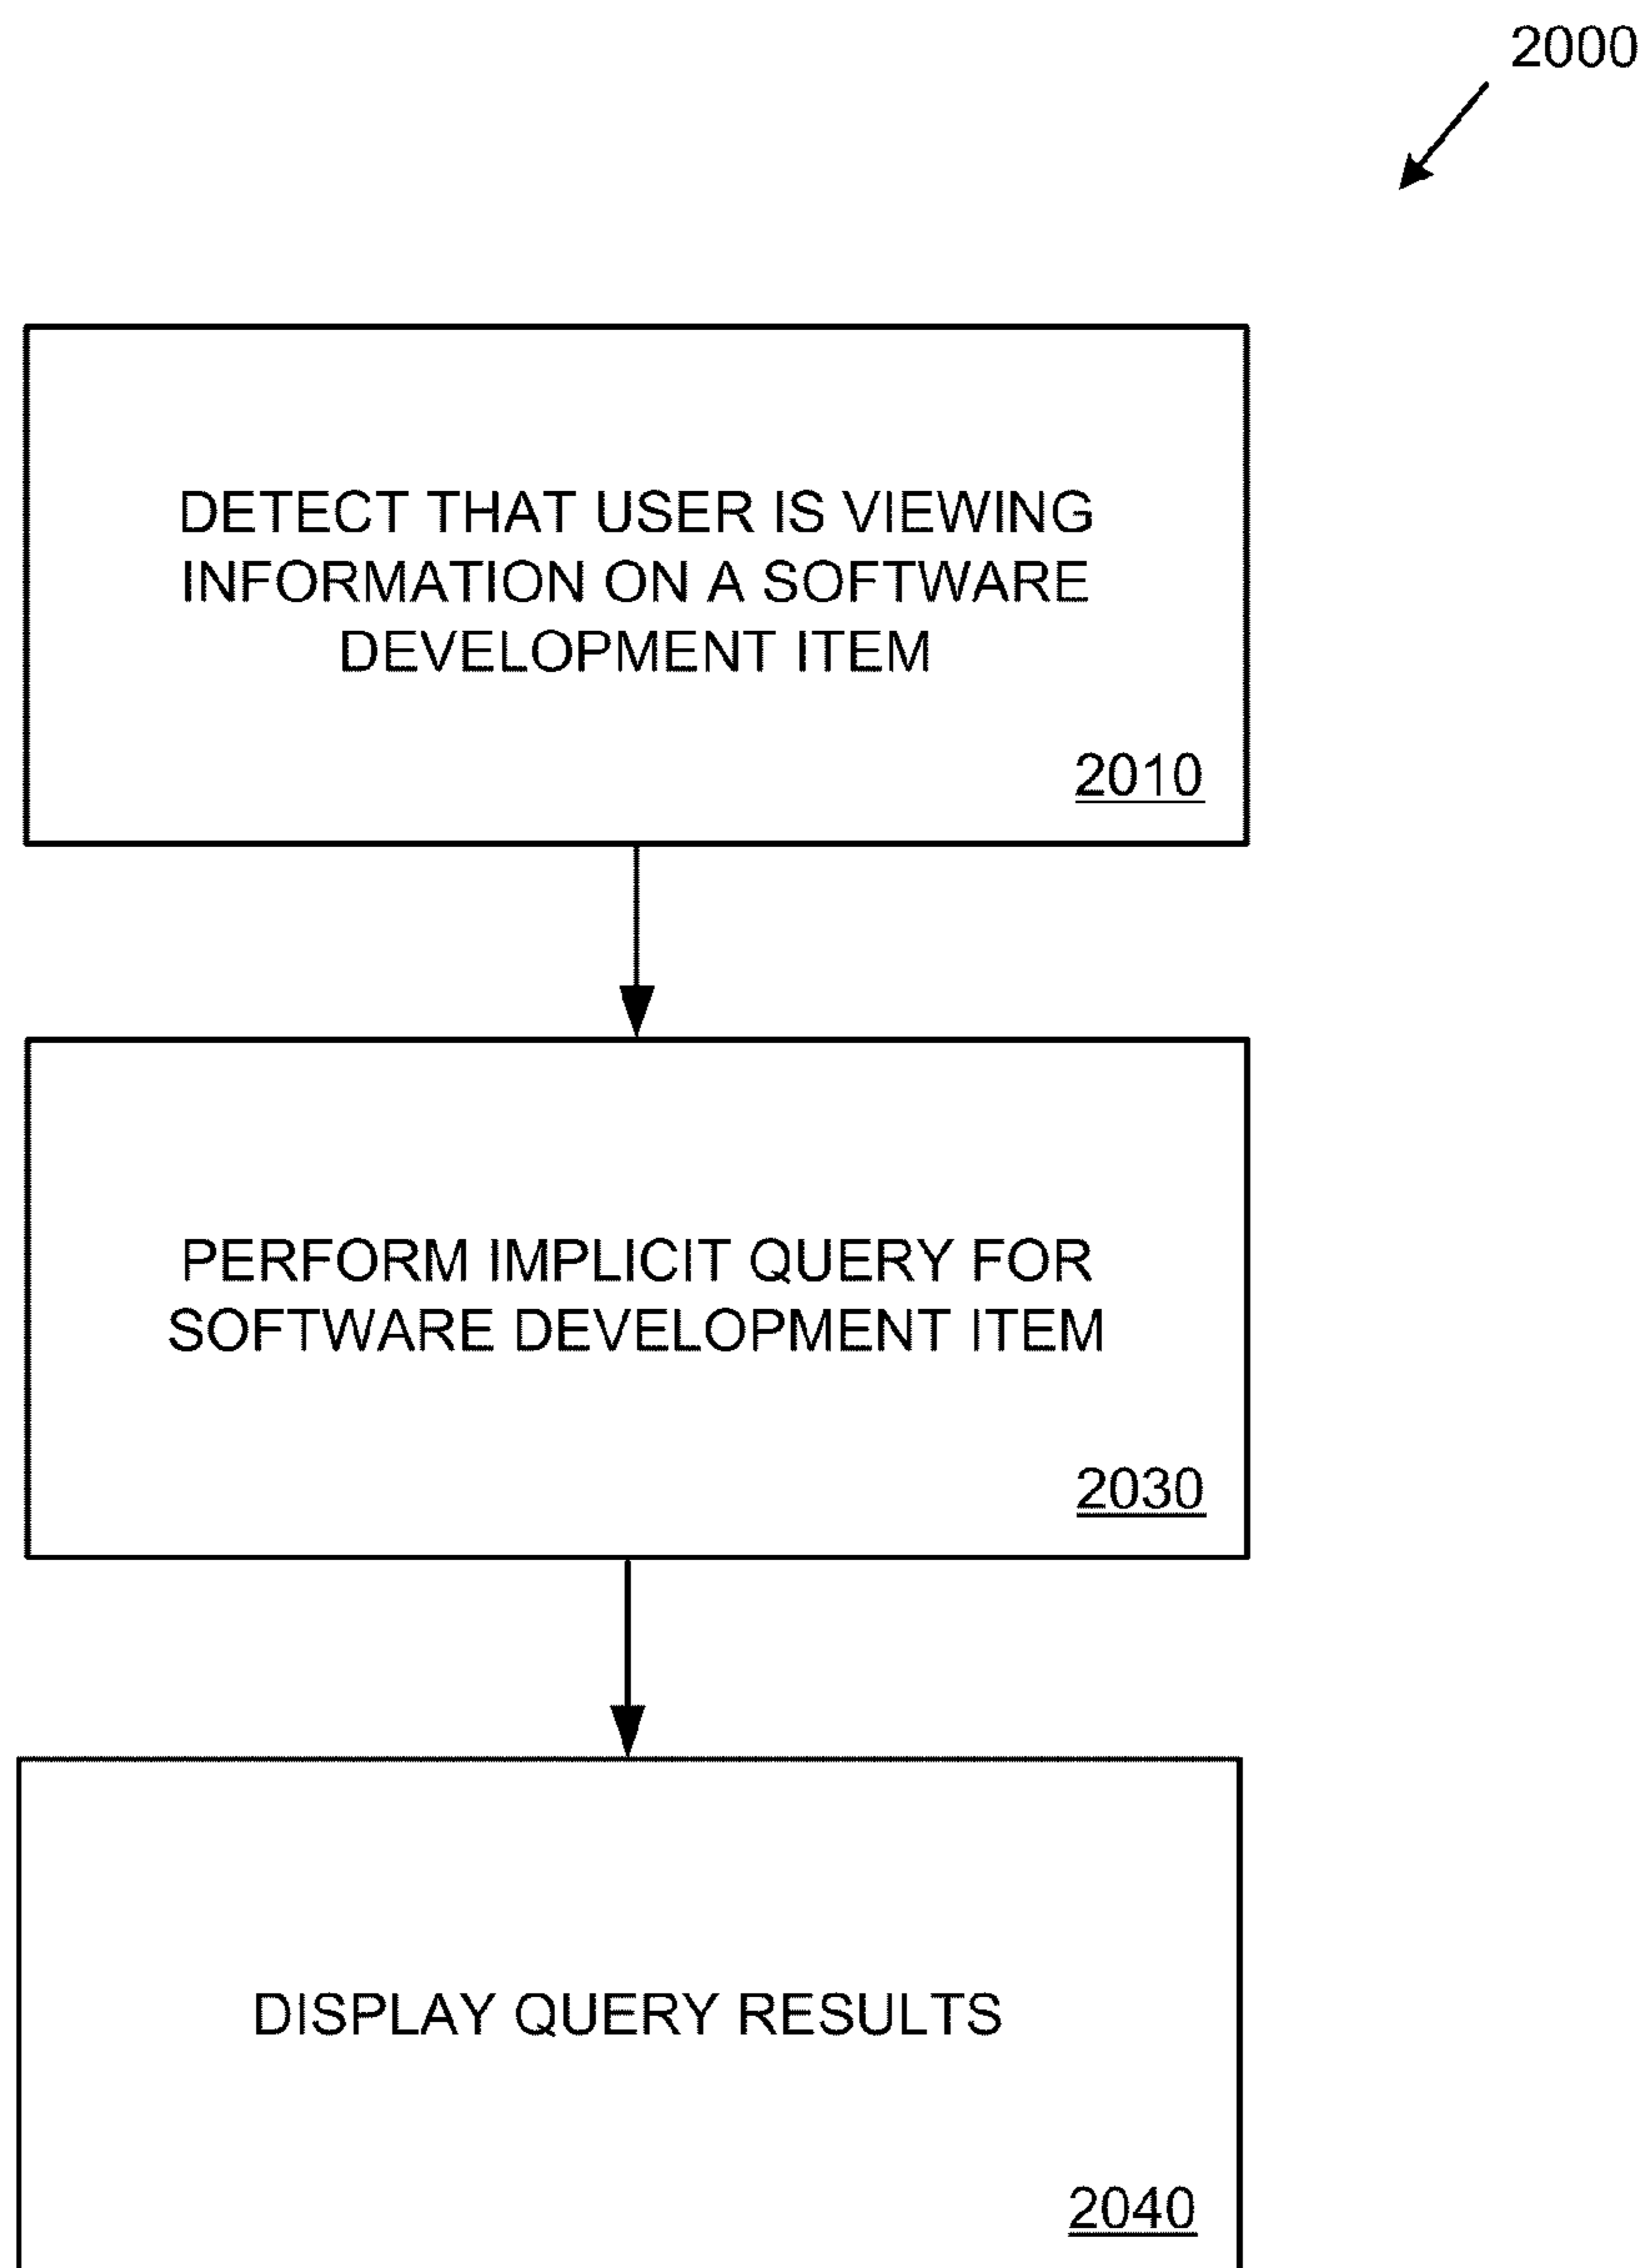 2000
DETECT THAT USER IS VIEWING
INFORMATION ON A SOFTWARE
DEVELOPMENT ITEM
2010
PERFORM IMPLICIT QUERY FOR
SOFTWARE DEVELOPMENT ITEM
2030
DISPLAY QUERY RESULTS
2040